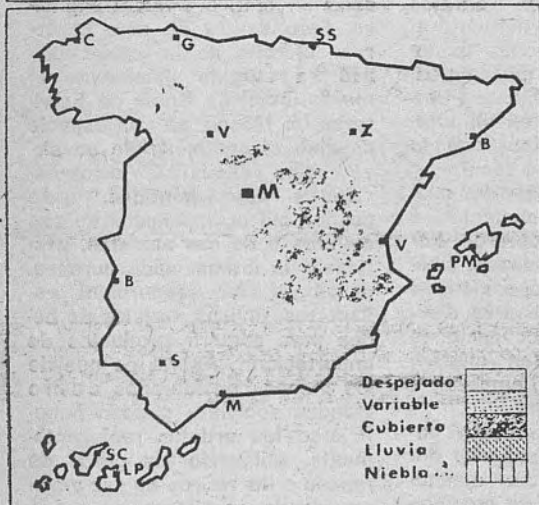 C G SS
V Z B
M
V PM
B
S
M
SC LP
Despejado
Variable
Cubierto
Lluvia
Niebla